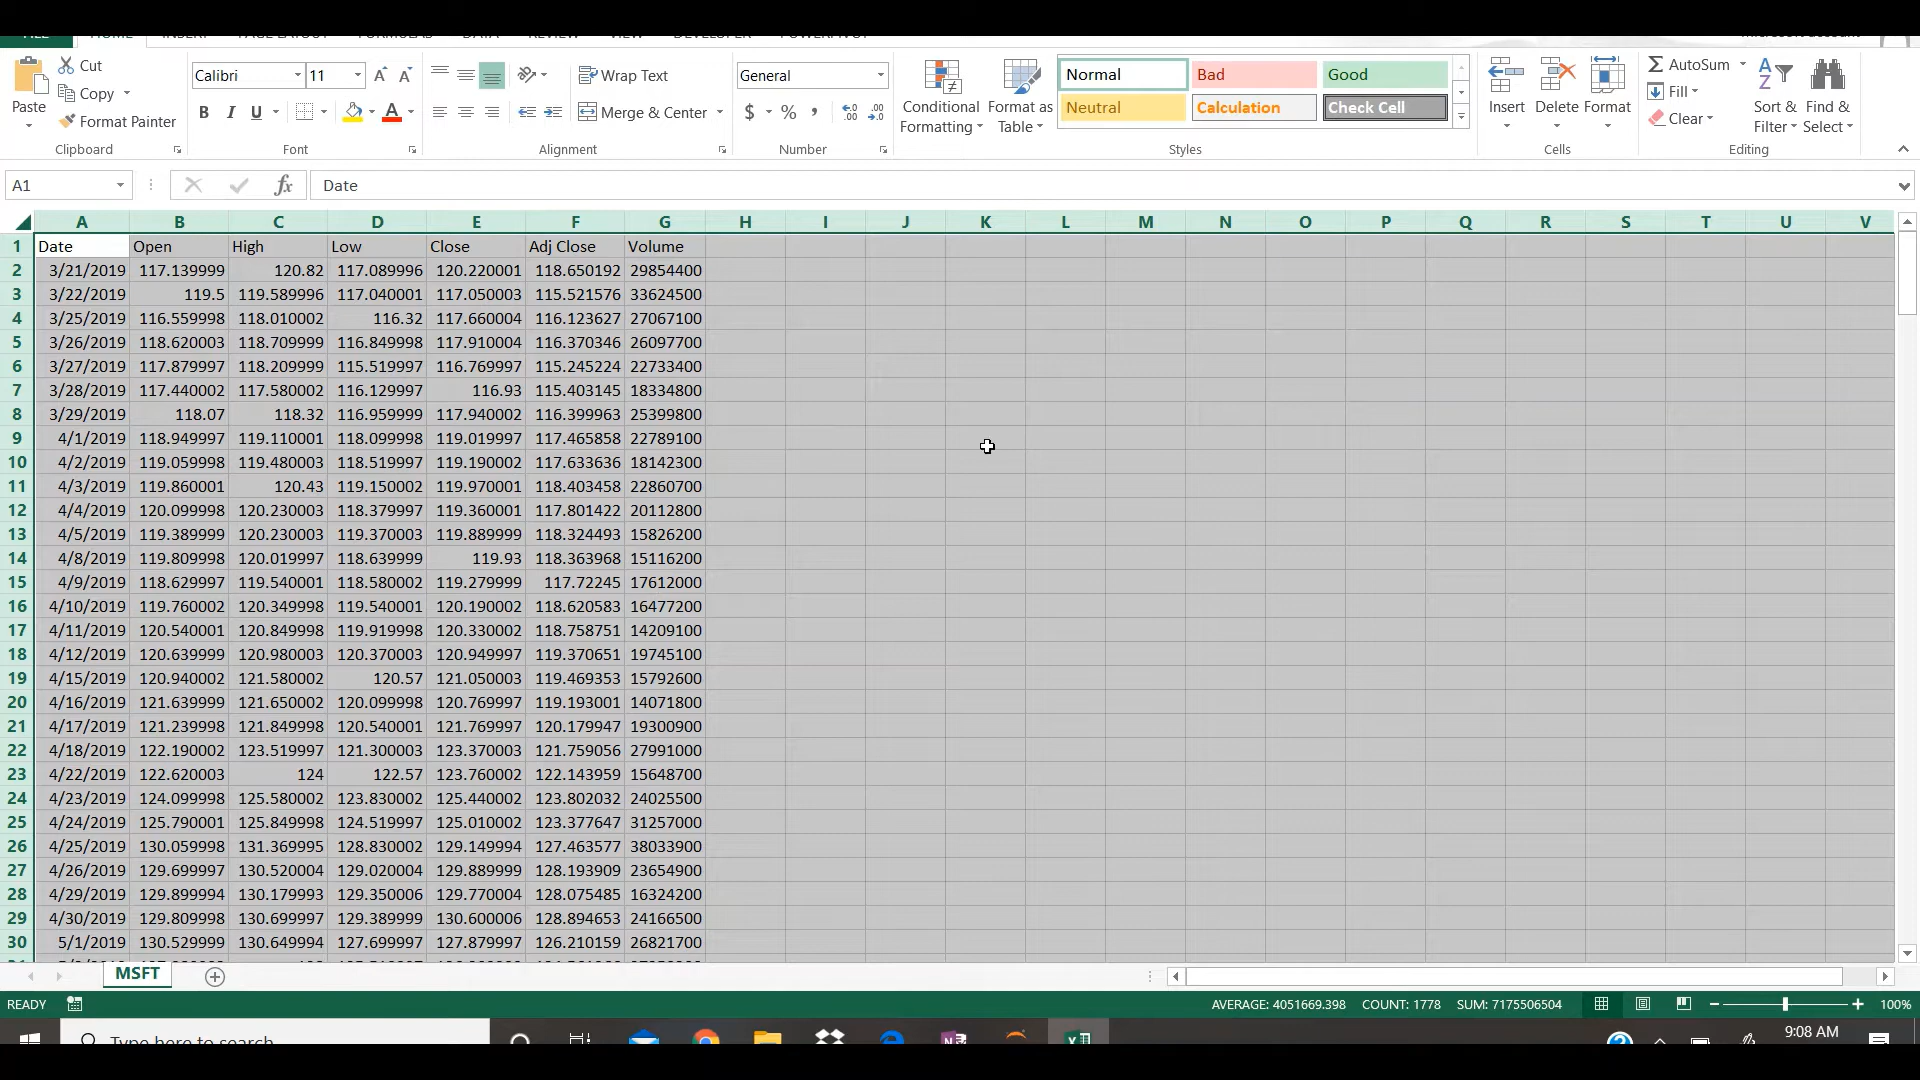 FILE HOME INSERT PAGE LAYOUT FORMULAS DATA REVIEW VIEW DEVELOPER POWERPIVOT Microsoft account
Paste
Cut
Copy
Format Painter
Clipboard
Calibri 11
B I U
Font
Wrap Text
Merge & Center
Alignment
General
$ % ,
Number
Conditional Formatting
Format as Table
Normal Bad Good
Neutral Calculation Check Cell
Styles
Insert Delete Format
Cells
AutoSum
Fill
Clear
Sort & Filter
Find & Select
Editing
A1 fx Date
A B C D E F G H I J K L M N O P Q R S T U V
1 Date Open High Low Close Adj Close Volume
2 3/21/2019 117.139999 120.82 117.089996 120.220001 118.650192 29854400
3 3/22/2019 119.5 119.589996 117.040001 117.050003 115.521576 33624500
4 3/25/2019 116.559998 118.010002 116.32 117.660004 116.123627 27067100
5 3/26/2019 118.620003 118.709999 116.849998 117.910004 116.370346 26097700
6 3/27/2019 117.879997 118.209999 115.519997 116.769997 115.245224 22733400
7 3/28/2019 117.440002 117.580002 116.129997 116.93 115.403145 18334800
8 3/29/2019 118.07 118.32 116.959999 117.940002 116.399963 25399800
9 4/1/2019 118.949997 119.110001 118.099998 119.019997 117.465858 22789100
10 4/2/2019 119.059998 119.480003 118.519997 119.190002 117.633636 18142300
11 4/3/2019 119.860001 120.43 119.150002 119.970001 118.403458 22860700
12 4/4/2019 120.099998 120.230003 118.379997 119.360001 117.801422 20112800
13 4/5/2019 119.389999 120.230003 119.370003 119.889999 118.324493 15826200
14 4/8/2019 119.809998 120.019997 118.639999 119.93 118.363968 15116200
15 4/9/2019 118.629997 119.540001 118.580002 119.279999 117.72245 17612000
16 4/10/2019 119.760002 120.349998 119.540001 120.190002 118.620583 16477200
17 4/11/2019 120.540001 120.849998 119.919998 120.330002 118.758751 14209100
18 4/12/2019 120.639999 120.980003 120.370003 120.949997 119.370651 19745100
19 4/15/2019 120.940002 121.580002 120.57 121.050003 119.469353 15792600
20 4/16/2019 121.639999 121.650002 120.099998 120.769997 119.193001 14071800
21 4/17/2019 121.239998 121.849998 120.540001 121.769997 120.179947 19300900
22 4/18/2019 122.190002 123.519997 121.300003 123.370003 121.759056 27991000
23 4/22/2019 122.620003 124 122.57 123.760002 122.143959 15648700
24 4/23/2019 124.099998 125.580002 123.830002 125.440002 123.802032 24025500
25 4/24/2019 125.790001 125.849998 124.519997 125.010002 123.377647 31257000
26 4/25/2019 130.059998 131.369995 128.830002 129.149994 127.463577 38033900
27 4/26/2019 129.699997 130.520004 129.020004 129.889999 128.193909 23654900
28 4/29/2019 129.899994 130.179993 129.350006 129.770004 128.075485 16324200
29 4/30/2019 129.809998 130.699997 129.389999 130.600006 128.894653 24166500
30 5/1/2019 130.529999 130.649994 127.699997 127.879997 126.210159 26821700
MSFT
READY AVERAGE: 4051669.398 COUNT: 1778 SUM: 7175506504 100%
Type here to search 9:08 AM